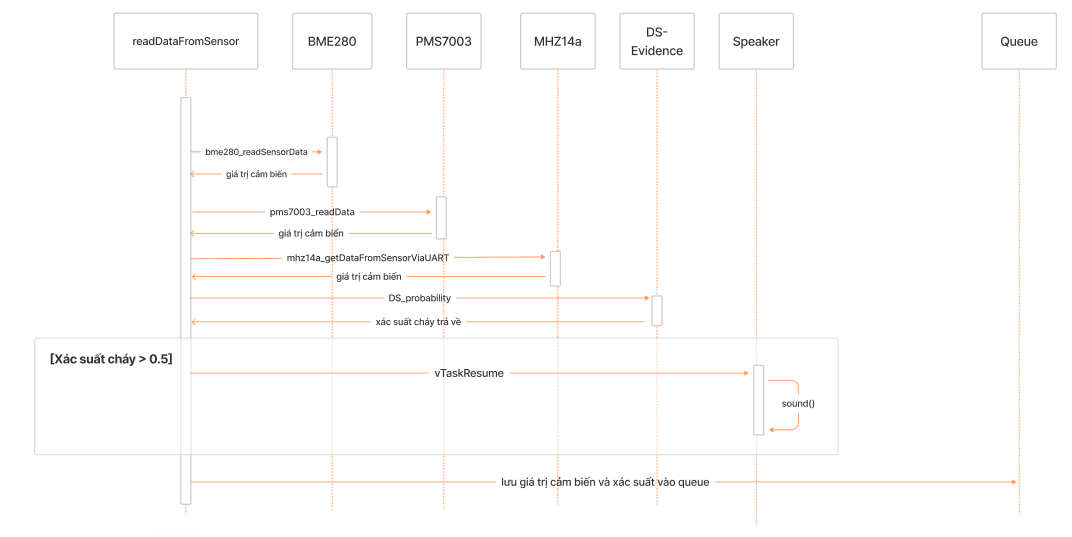 readDataFromSensor
BME280
PMS7003
MHZ14a
DS-
Evidence
Speaker
Queue
bme280_readSensorData
giá trị cảm biến
pms7003_readData
giá trị cảm biến
mhz14a_getDataFromSensorViaUART
giá trị cảm biến
DS_probability
xác suất cháy trả về
[Xác suất cháy > 0.5]
vTaskResume
sound()
lưu giá trị cảm biến và xác suất vào queue